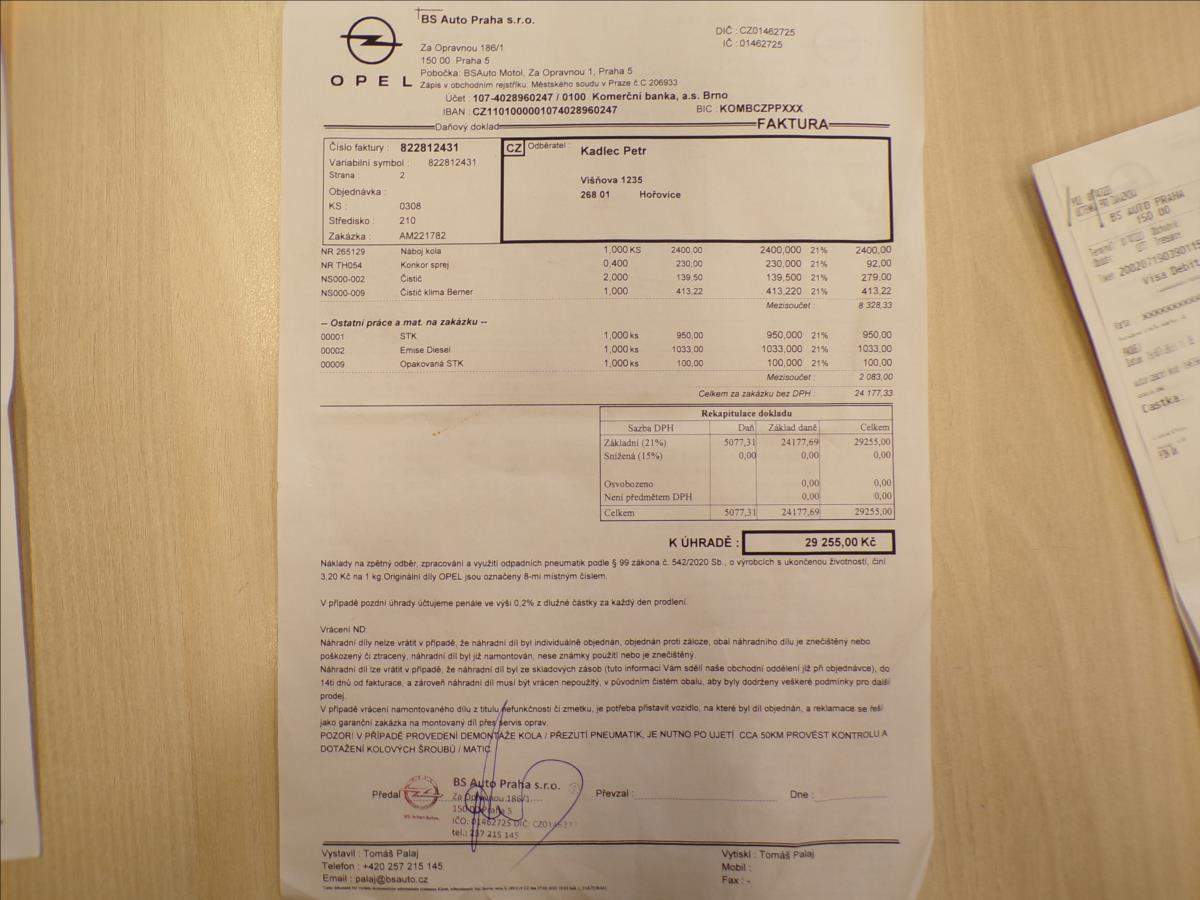 BS Auto Praha s.r.o.
DIČ : CZ01462725
IČ : 01462725
OPEL
Za Opravnou 186/1
150 00 Praha 5
Pobočka: BSAuto Motol, Za Opravnou 1, Praha 5
Zápis v obchodním rejstříku: Městského soudu v Praze č.C 206933
Účet : 107-4028960247 / 0100 Komerční banka, a.s. Brno
IBAN : CZ1101000001074028960247 BIC : KOMBCZPPXXX
Daňový doklad FAKTURA
Číslo faktury : 822812431
Variabilní symbol : 822812431
Strana : 2
Objednávka :
KS : 0308
Středisko : 210
Zakázka : AM221782
CZ Odběratel : Kadlec Petr
Višňova 1235
268 01 Hořovice
NR 265129 Náboj kola 1,000 KS 2400,00 2400,000 21% 2400,00
NR TH054 Konkor sprej 0,400 230,00 230,000 21% 92,00
NS000-002 Čistič 2,000 139,50 139,500 21% 279,00
NS000-009 Čistič klima Berner 1,000 413,22 413,220 21% 413,22
Mezisoučet : 8 328,33
-- Ostatní práce a mat. na zakázku --
00001 STK 1,000 ks 950,00 950,000 21% 950,00
00002 Emise Diesel 1,000 ks 1033,00 1033,000 21% 1033,00
00009 Opakovaná STK 1,000 ks 100,00 100,000 21% 100,00
Mezisoučet : 2 083,00
Celkem za zakázku bez DPH : 24 177,33
Rekapitulace dokladu
Sazba DPH Daň Základ daně Celkem
Základní (21%) 5077,31 24177,69 29255,00
Snížená (15%) 0,00 0,00 0,00
Osvobozeno 0,00 0,00
Není předmětem DPH 0,00 0,00
Celkem 5077,31 24177,69 29255,00
K ÚHRADĚ : 29 255,00 Kč
Náklady na zpětný odběr, zpracování a využití odpadních pneumatik podle § 99 zákona č. 542/2020 Sb., o výrobcích s ukončenou životností, činí
3,20 Kč na 1 kg.Originální díly OPEL jsou označeny 8-mi místným číslem.
V případě pozdní úhrady účtujeme penále ve výši 0,2% z dlužné částky za každý den prodlení.
Vrácení ND:
Náhradní díly nelze vrátit v případě, že náhradní díl byl individuálně objednán, objednán proti záloze, obal náhradního dílu je znečištěný nebo
poškozený či ztracený, náhradní díl byl již namontován, nese známky použití nebo je znečištěný.
Náhradní díl lze vrátit v případě, že náhradní díl byl ze skladových zásob (tuto informaci Vám sdělí naše obchodní oddělení již při objednávce), do
14ti dnů od fakturace, a zároveň náhradní díl musí být vrácen nepoužitý, v původním čistém obalu, aby byly dodrženy veškeré podmínky pro další
prodej.
V případě vrácení namontovaného dílu z titulu nefunkčnosti či zmetku, je potřeba přistavit vozidlo, na které byl díl objednán, a reklamace se řeší
jako garanční zakázka na montovaný díl přes servis oprav.
POZOR! V PŘÍPADĚ PROVEDENÍ DEMONTÁŽE KOLA / PŘEZUTÍ PNEUMATIK, JE NUTNO PO UJETÍ CCA 50KM PROVÉST KONTROLU A
DOTAŽENÍ KOLOVÝCH ŠROUBŮ / MATIC
Předal
BS Auto Praha s.r.o.
Za Opravnou 186/1
150 00 Praha 5
IČO: 01462725 DIČ: CZ
tel.: 257 215 145
Převzal : Dne :
Vystavil : Tomáš Palaj
Telefon : +420 257 215 145
Email : palaj@bsauto.cz
Vytiskl : Tomáš Palaj
Mobil :
Fax : -
BS AUTO PRAHA
150 00
Visa Debit
Částka: